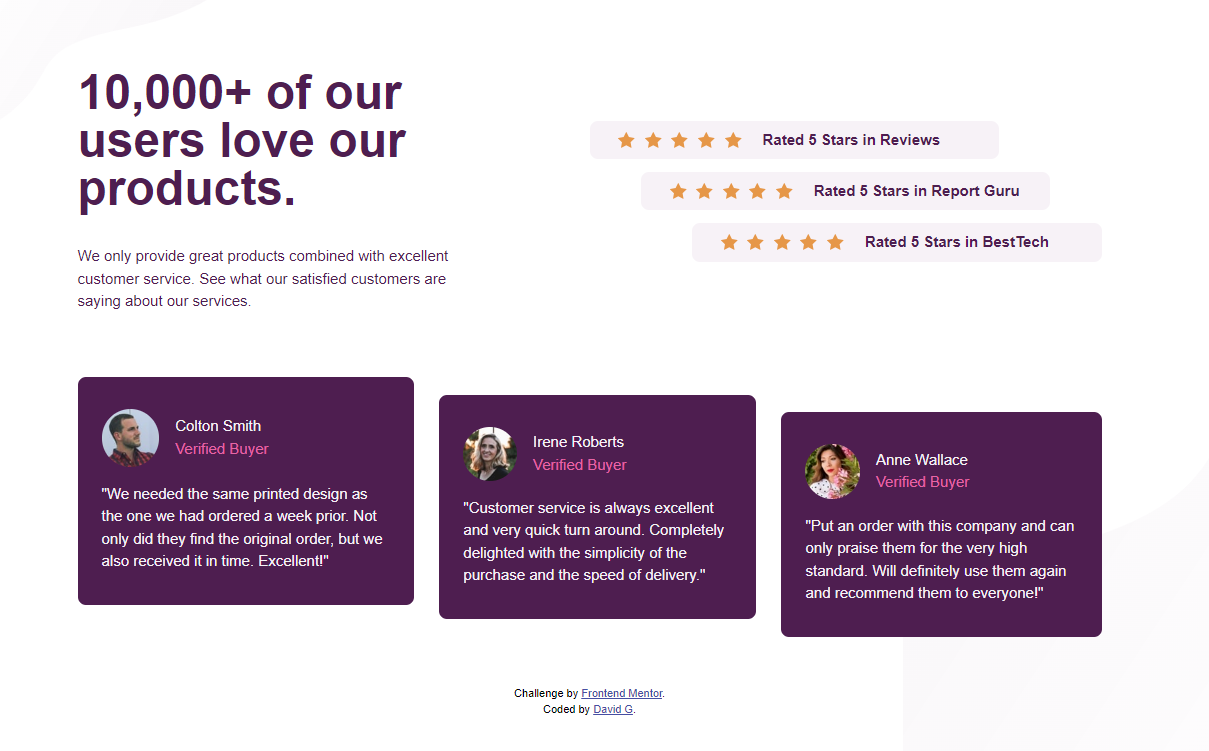 10,000+ of our
users love our
products.
We only provide great products combined with excellent
customer service. See what our satisfied customers are
saying about our services.
Rated 5 Stars in Reviews
Rated 5 Stars in Report Guru
Rated 5 Stars in BestTech
Colton Smith
Verified Buyer
"We needed the same printed design as
the one we had ordered a week prior. Not
only did they find the original order, but we
also received it in time. Excellent!"
Irene Roberts
Verified Buyer
"Customer service is always excellent
and very quick turn around. Completely
delighted with the simplicity of the
purchase and the speed of delivery."
Anne Wallace
Verified Buyer
"Put an order with this company and can
only praise them for the very high
standard. Will definitely use them again
and recommend them to everyone!"
Challenge by Frontend Mentor.
Coded by David G.